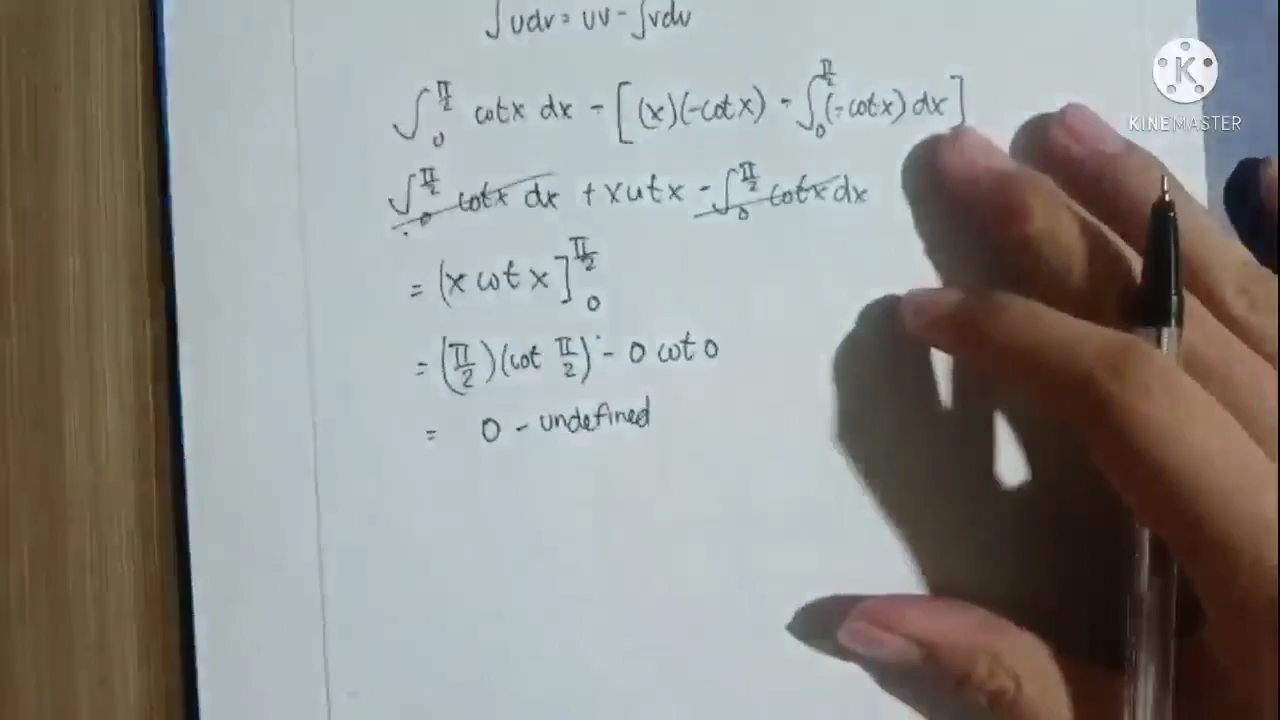 ∫udv = uv - ∫vdu
∫₀^(π/2) cotx dx - [(x)(-cotx) - ∫₀^(π/2) (-cotx) dx]
∫₀^(π/2) cotx dx + x cotx - ∫₀^(π/2) cotx dx
= (x cot x]₀^(π/2)
= (π/2)(cot π/2) - 0 cot 0
= 0 - undefined
KINEMASTER